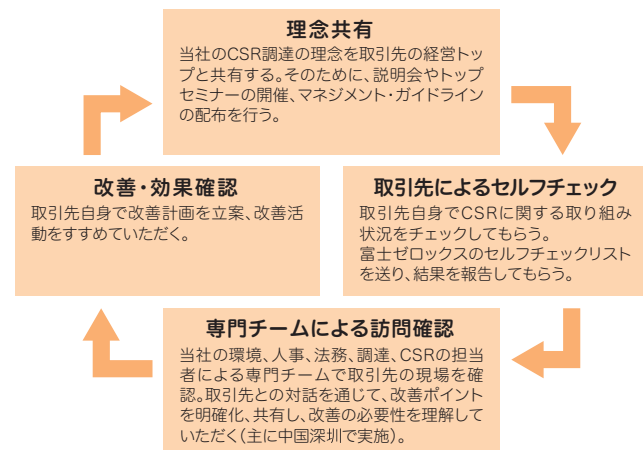 理念共有
当社のCSR調達の理念を取引先の経営トッ
プと共有する。そのために、説明会やトップ
セミナーの開催、マネジメント・ガイドライン
の配布を行う。
取引先によるセルフチェック
取引先自身でCSRに関する取り組み
状況をチェックしてもらう。
富士ゼロックスのセルフチェックリスト
を送り、結果を報告してもらう。
専門チームによる訪問確認
当社の環境、人事、法務、調達、CSRの担当
者による専門チームで取引先の現場を確
認。取引先との対話を通じて、改善ポイント
を明確化、共有し、改善の必要性を理解して
いただく（主に中国深圳で実施）。
改善・効果確認
取引先自身で改善計画を立案、改善活
動をすすめていただく。